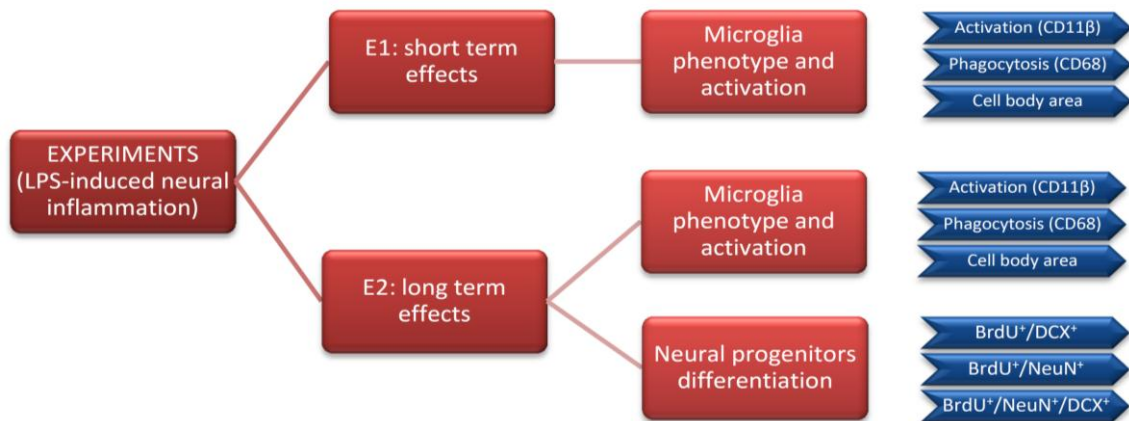 EXPERIMENTS
(LPS-induced neural
inflammation)
E1: short term
effects
Microglia
phenotype and
activation
Activation (CD11β)
Phagocytosis (CD68)
Cell body area
E2: long term
effects
Microglia
phenotype and
activation
Activation (CD11β)
Phagocytosis (CD68)
Cell body area
Neural progenitors
differentiation
BrdU⁺/DCX⁺
BrdU⁺/NeuN⁺
BrdU⁺/NeuN⁺/DCX⁺